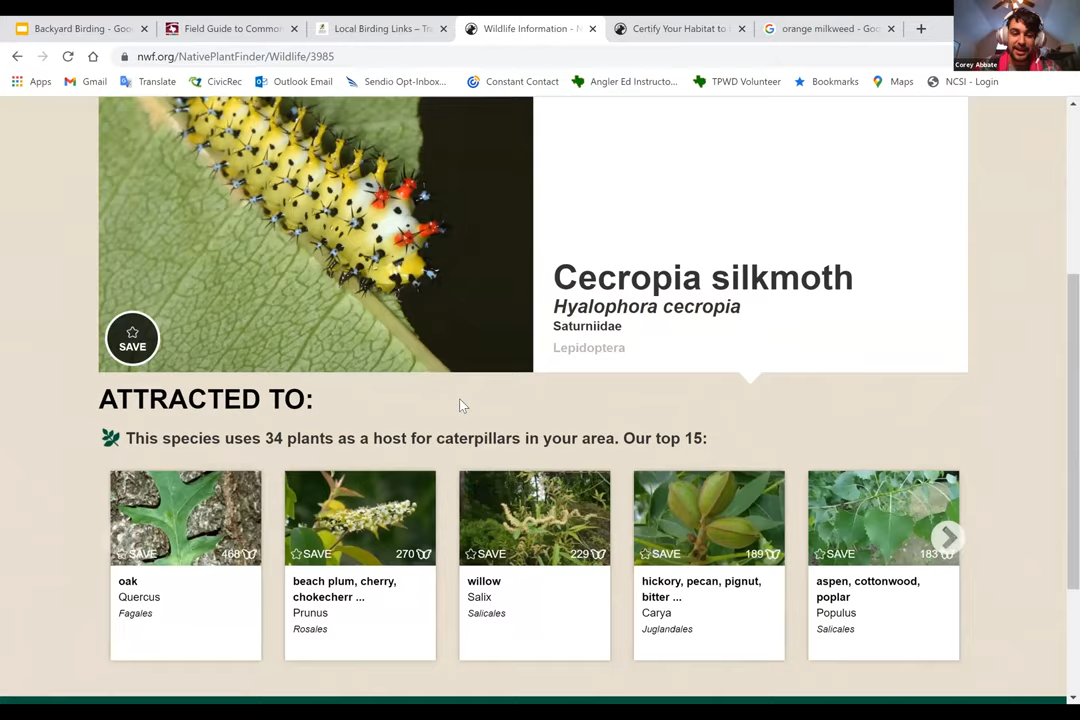 Backyard Birding - Goo
Field Guide to Common
Local Birding Links – Tra
Wildlife Information - N
Certify Your Habitat to
orange milkweed - Goo
nwf.org/NativePlantFinder/Wildlife/3985
Corey Abbate
Apps Gmail Translate CivicRec Outlook Email Sendio Opt-Inbox... Constant Contact Angler Ed Instructo... TPWD Volunteer Bookmarks Maps NCSI - Login
Cecropia silkmoth
Hyalophora cecropia
Saturniidae
Lepidoptera
SAVE
ATTRACTED TO:
This species uses 34 plants as a host for caterpillars in your area. Our top 15:
SAVE 468
oak
Quercus
Fagales
SAVE 270
beach plum, cherry,
chokecherr ...
Prunus
Rosales
SAVE 229
willow
Salix
Salicales
SAVE 189
hickory, pecan, pignut,
bitter ...
Carya
Juglandales
SAVE 183
aspen, cottonwood,
poplar
Populus
Salicales